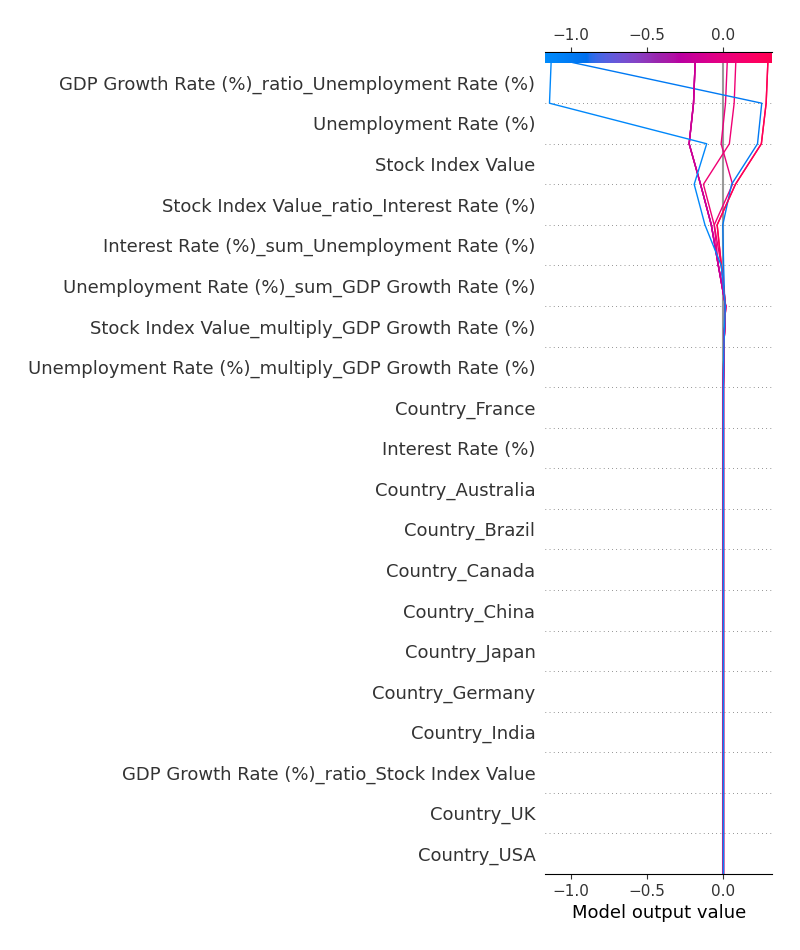 −1.0 −0.5 0.0
GDP Growth Rate (%)_ratio_Unemployment Rate (%)
Unemployment Rate (%)
Stock Index Value
Stock Index Value_ratio_Interest Rate (%)
Interest Rate (%)_sum_Unemployment Rate (%)
Unemployment Rate (%)_sum_GDP Growth Rate (%)
Stock Index Value_multiply_GDP Growth Rate (%)
Unemployment Rate (%)_multiply_GDP Growth Rate (%)
Country_France
Interest Rate (%)
Country_Australia
Country_Brazil
Country_Canada
Country_China
Country_Japan
Country_Germany
Country_India
GDP Growth Rate (%)_ratio_Stock Index Value
Country_UK
Country_USA
−1.0 −0.5 0.0
Model output value